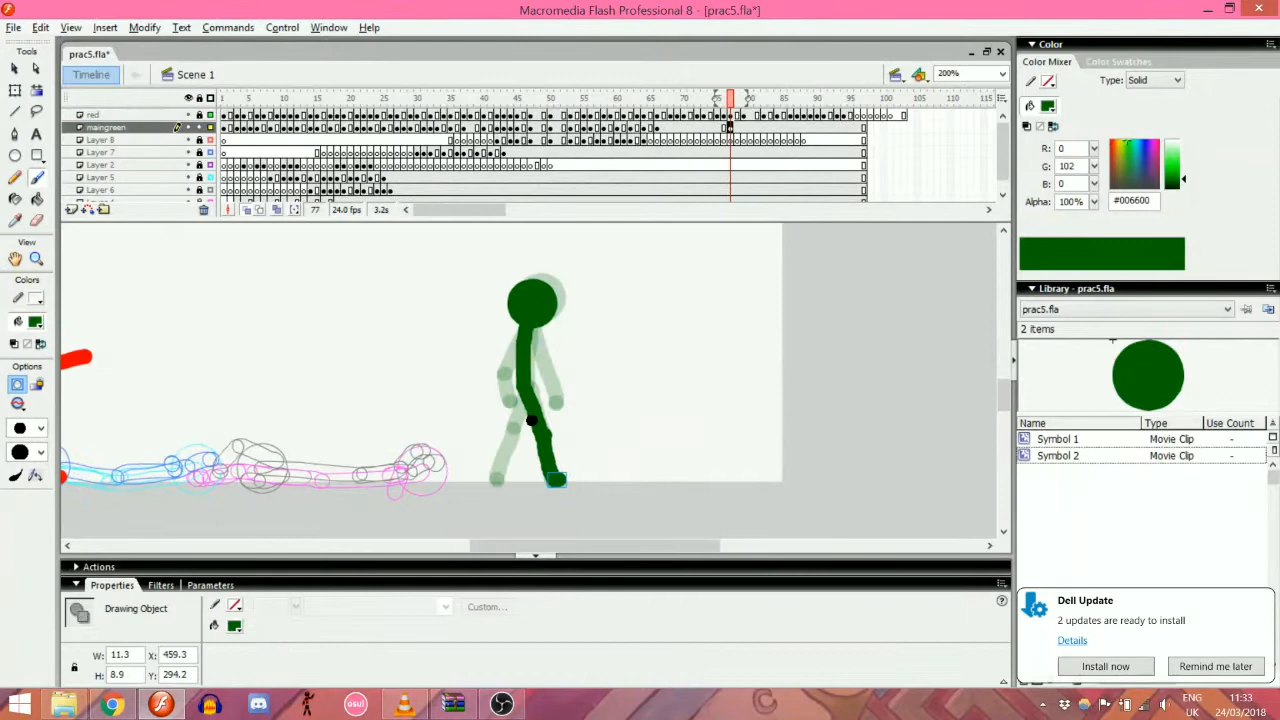 Macromedia Flash Professional 8 - [prac5.fla*]
File Edit View Insert Modify Text Commands Control Window Help
Tools
View
Colors
Options
prac5.fla*
Timeline Scene 1 200%
1 5 10 15 20 25 30 35 40 45 50 55 60 65 70 75 80 85 90 95 100 105 110 115
red
maingreen
Layer 8
Layer 7
Layer 2
Layer 5
Layer 6
77 24.0 fps 3.2s
Actions
Properties Filters Parameters
Drawing Object
Custom...
W: 11.3 X: 459.3
H: 8.9 Y: 294.2
Color
Color Mixer Color Swatches
Type: Solid
R: 0
G: 102
B: 0
Alpha: 100% #006600
Library - prac5.fla
prac5.fla
2 items
Name Type Use Count
Symbol 1 Movie Clip -
Symbol 2 Movie Clip -
Dell Update
2 updates are ready to install
Details
Install now Remind me later
osu!
ENG
UK
11:33
24/03/2018